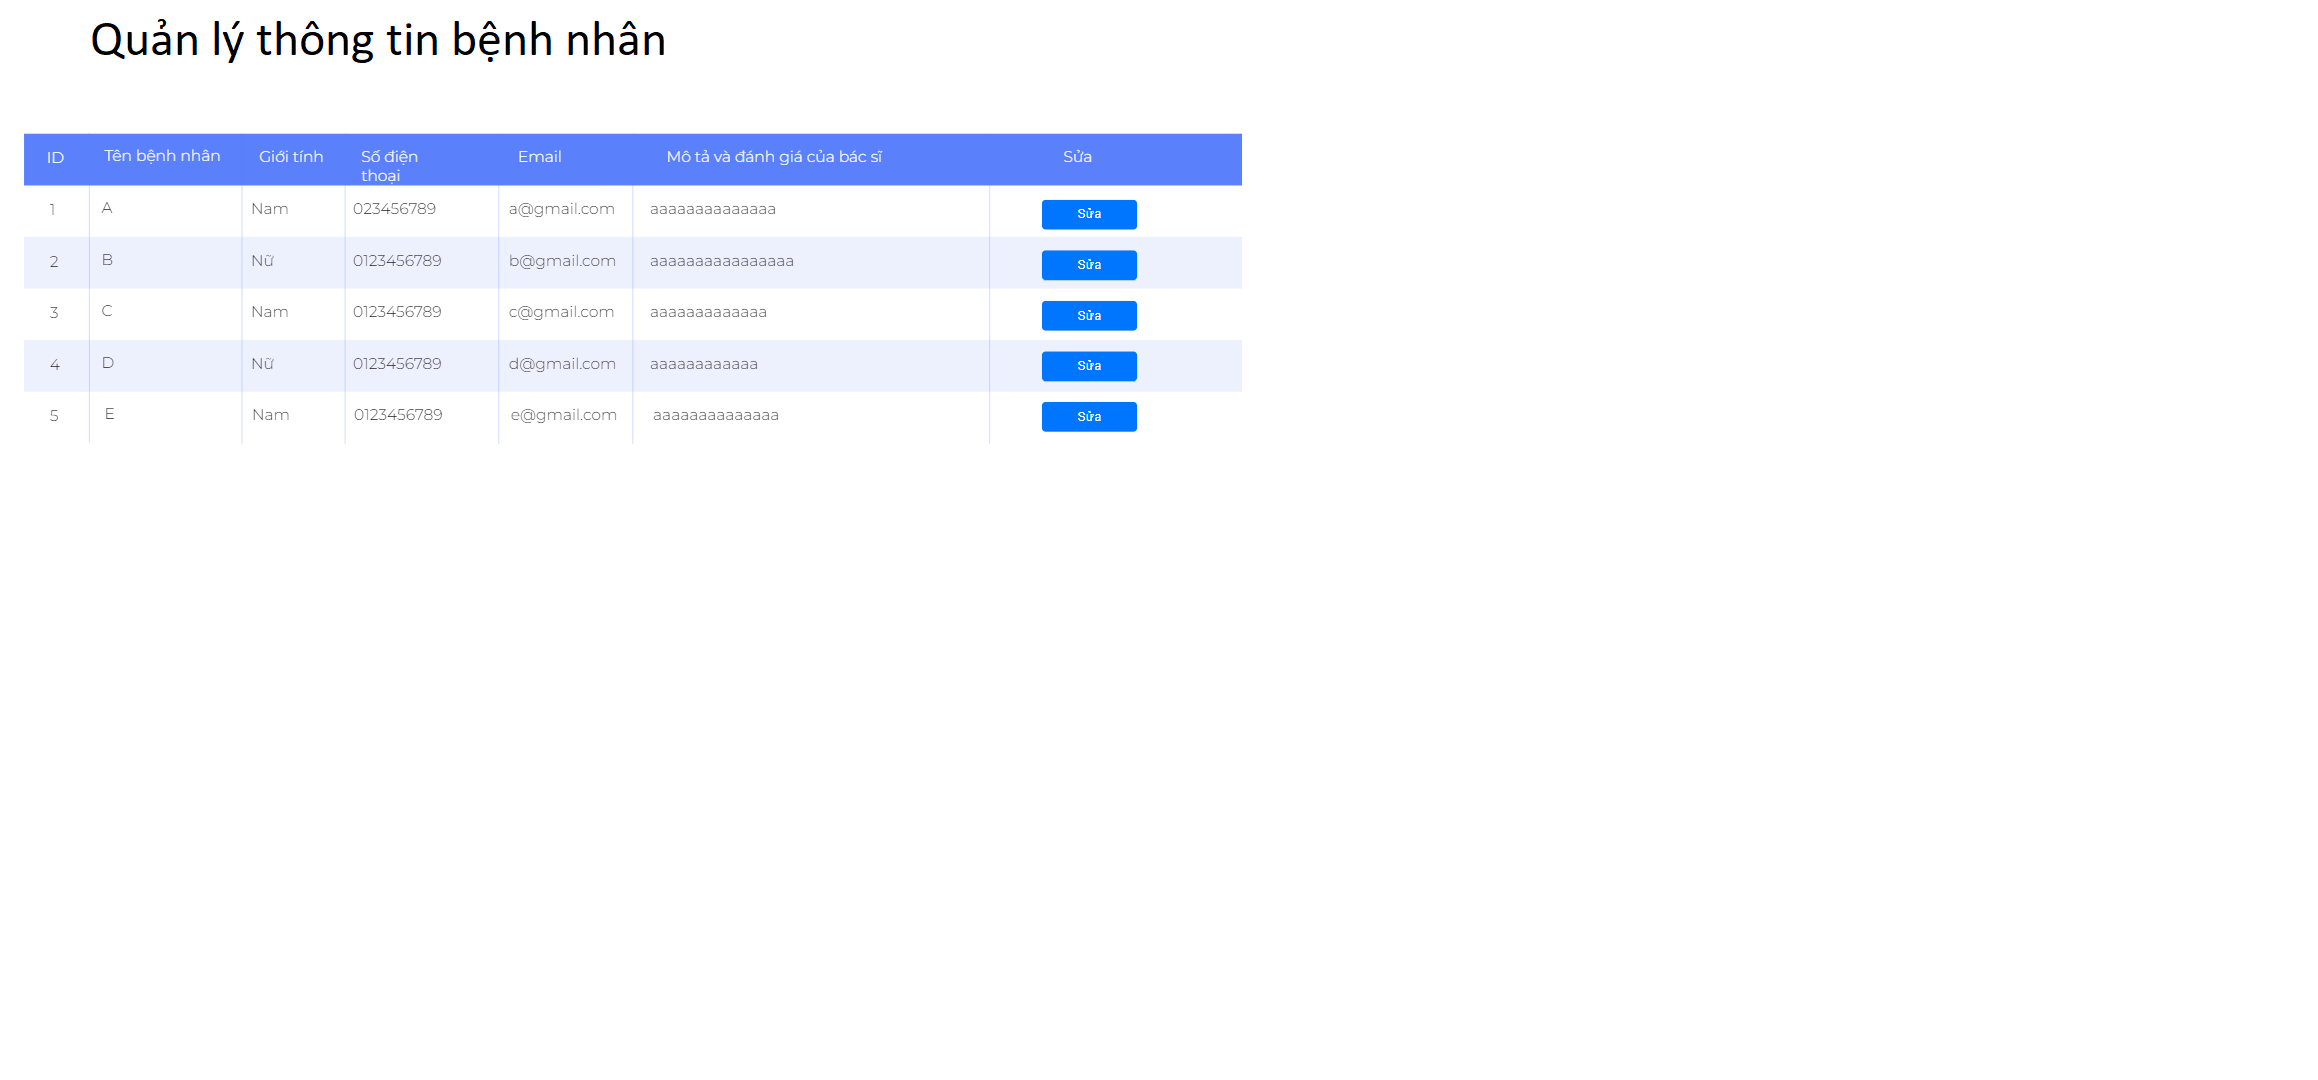 Quản lý thông tin bệnh nhân
ID Tên bệnh nhân Giới tính Số điện thoại Email Mô tả và đánh giá của bác sĩ Sửa
1 A Nam 023456789 a@gmail.com aaaaaaaaaaaaaa Sửa
2 B Nữ 0123456789 b@gmail.com aaaaaaaaaaaaaaaa Sửa
3 C Nam 0123456789 c@gmail.com aaaaaaaaaaaaa Sửa
4 D Nữ 0123456789 d@gmail.com aaaaaaaaaaaa Sửa
5 E Nam 0123456789 e@gmail.com aaaaaaaaaaaaaa Sửa